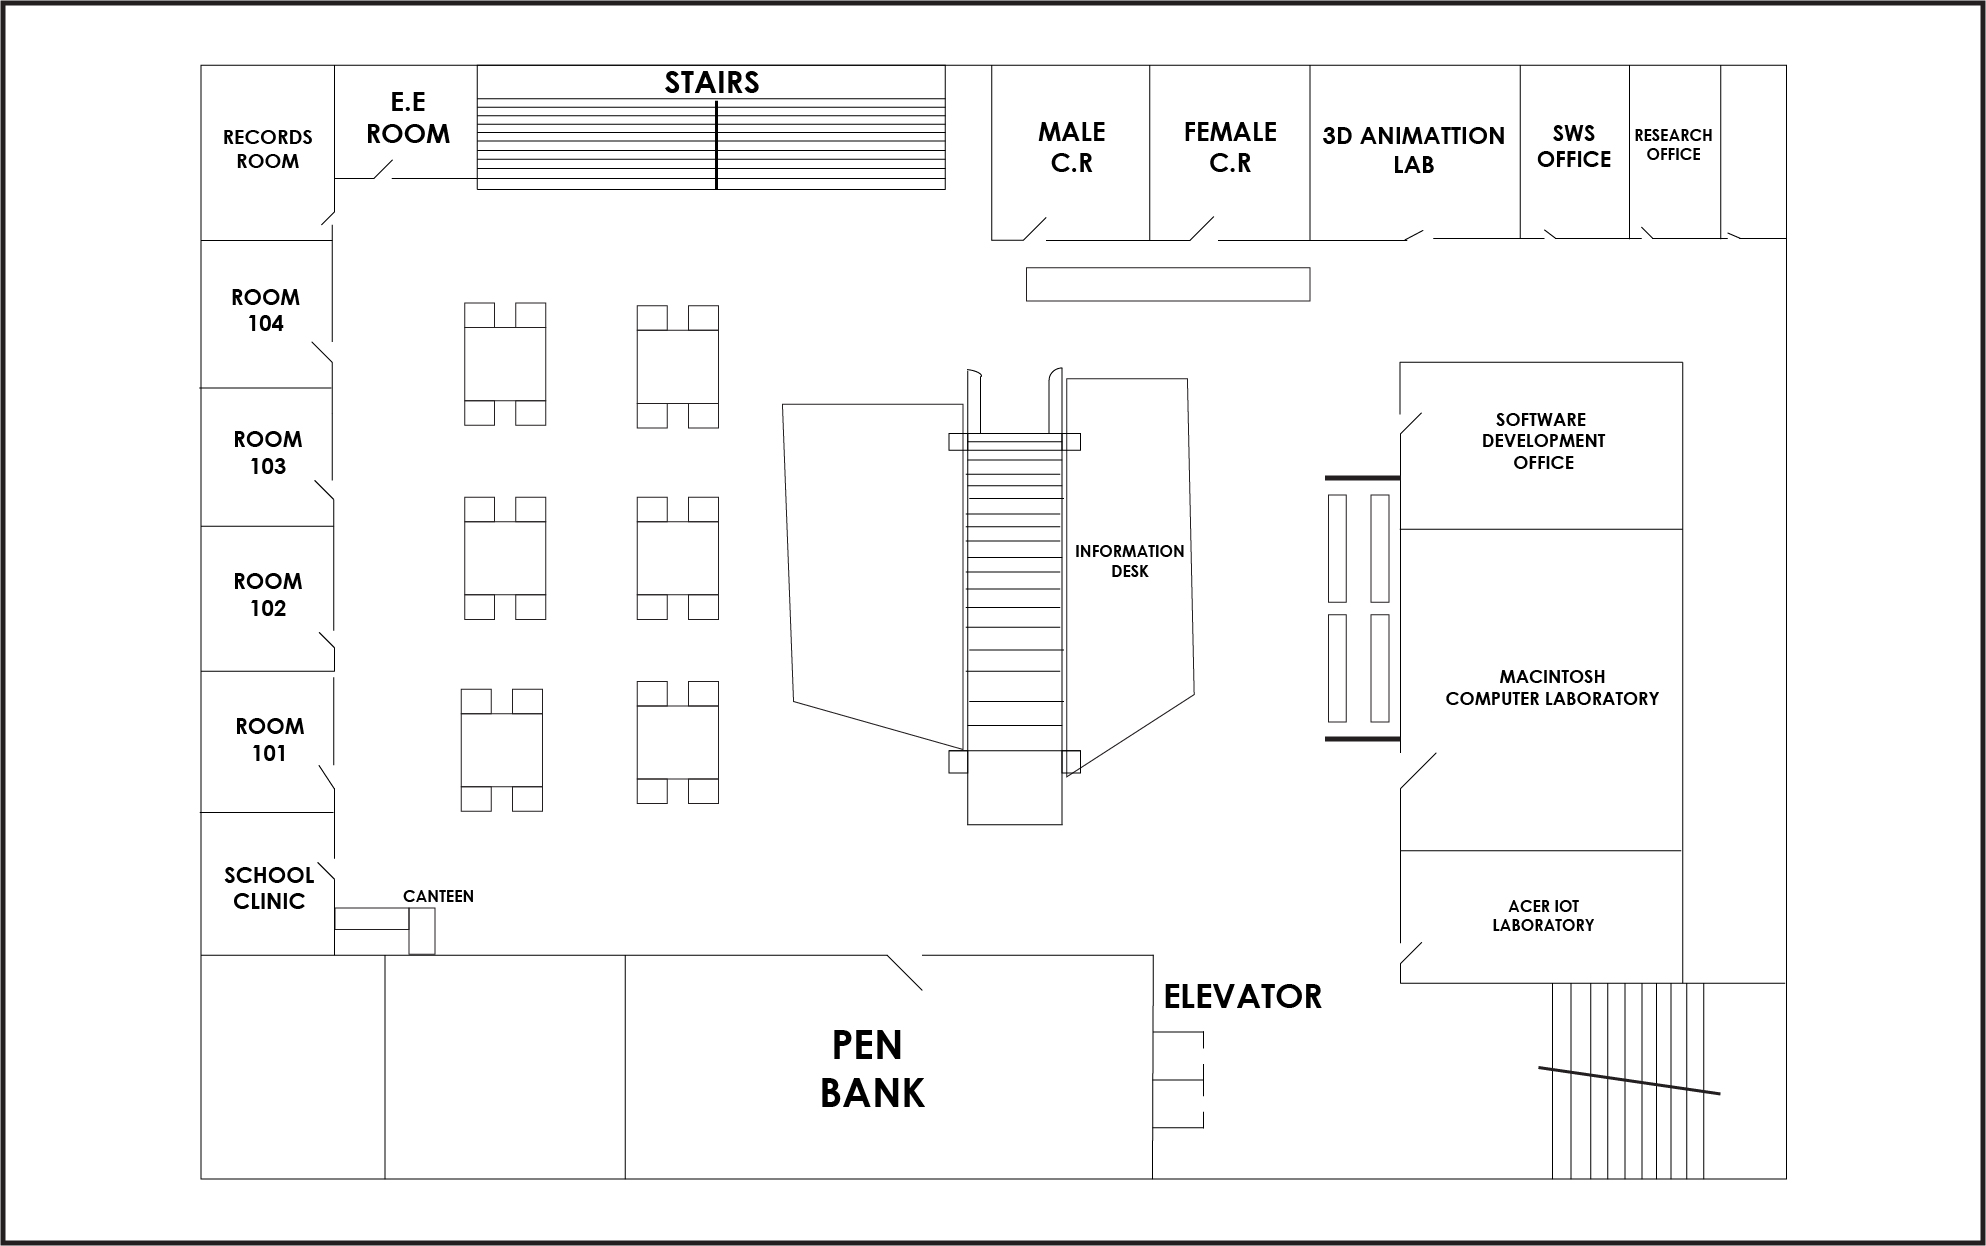 STAIRS
E.E
ROOM
RECORDS
ROOM
MALE
C.R
FEMALE
C.R
3D ANIMATTION
LAB
SWS
OFFICE
RESEARCH
OFFICE
ROOM
104
ROOM
103
ROOM
102
ROOM
101
SCHOOL
CLINIC
CANTEEN
INFORMATION
DESK
SOFTWARE
DEVELOPMENT
OFFICE
MACINTOSH
COMPUTER LABORATORY
ACER IOT
LABORATORY
ELEVATOR
PEN
BANK